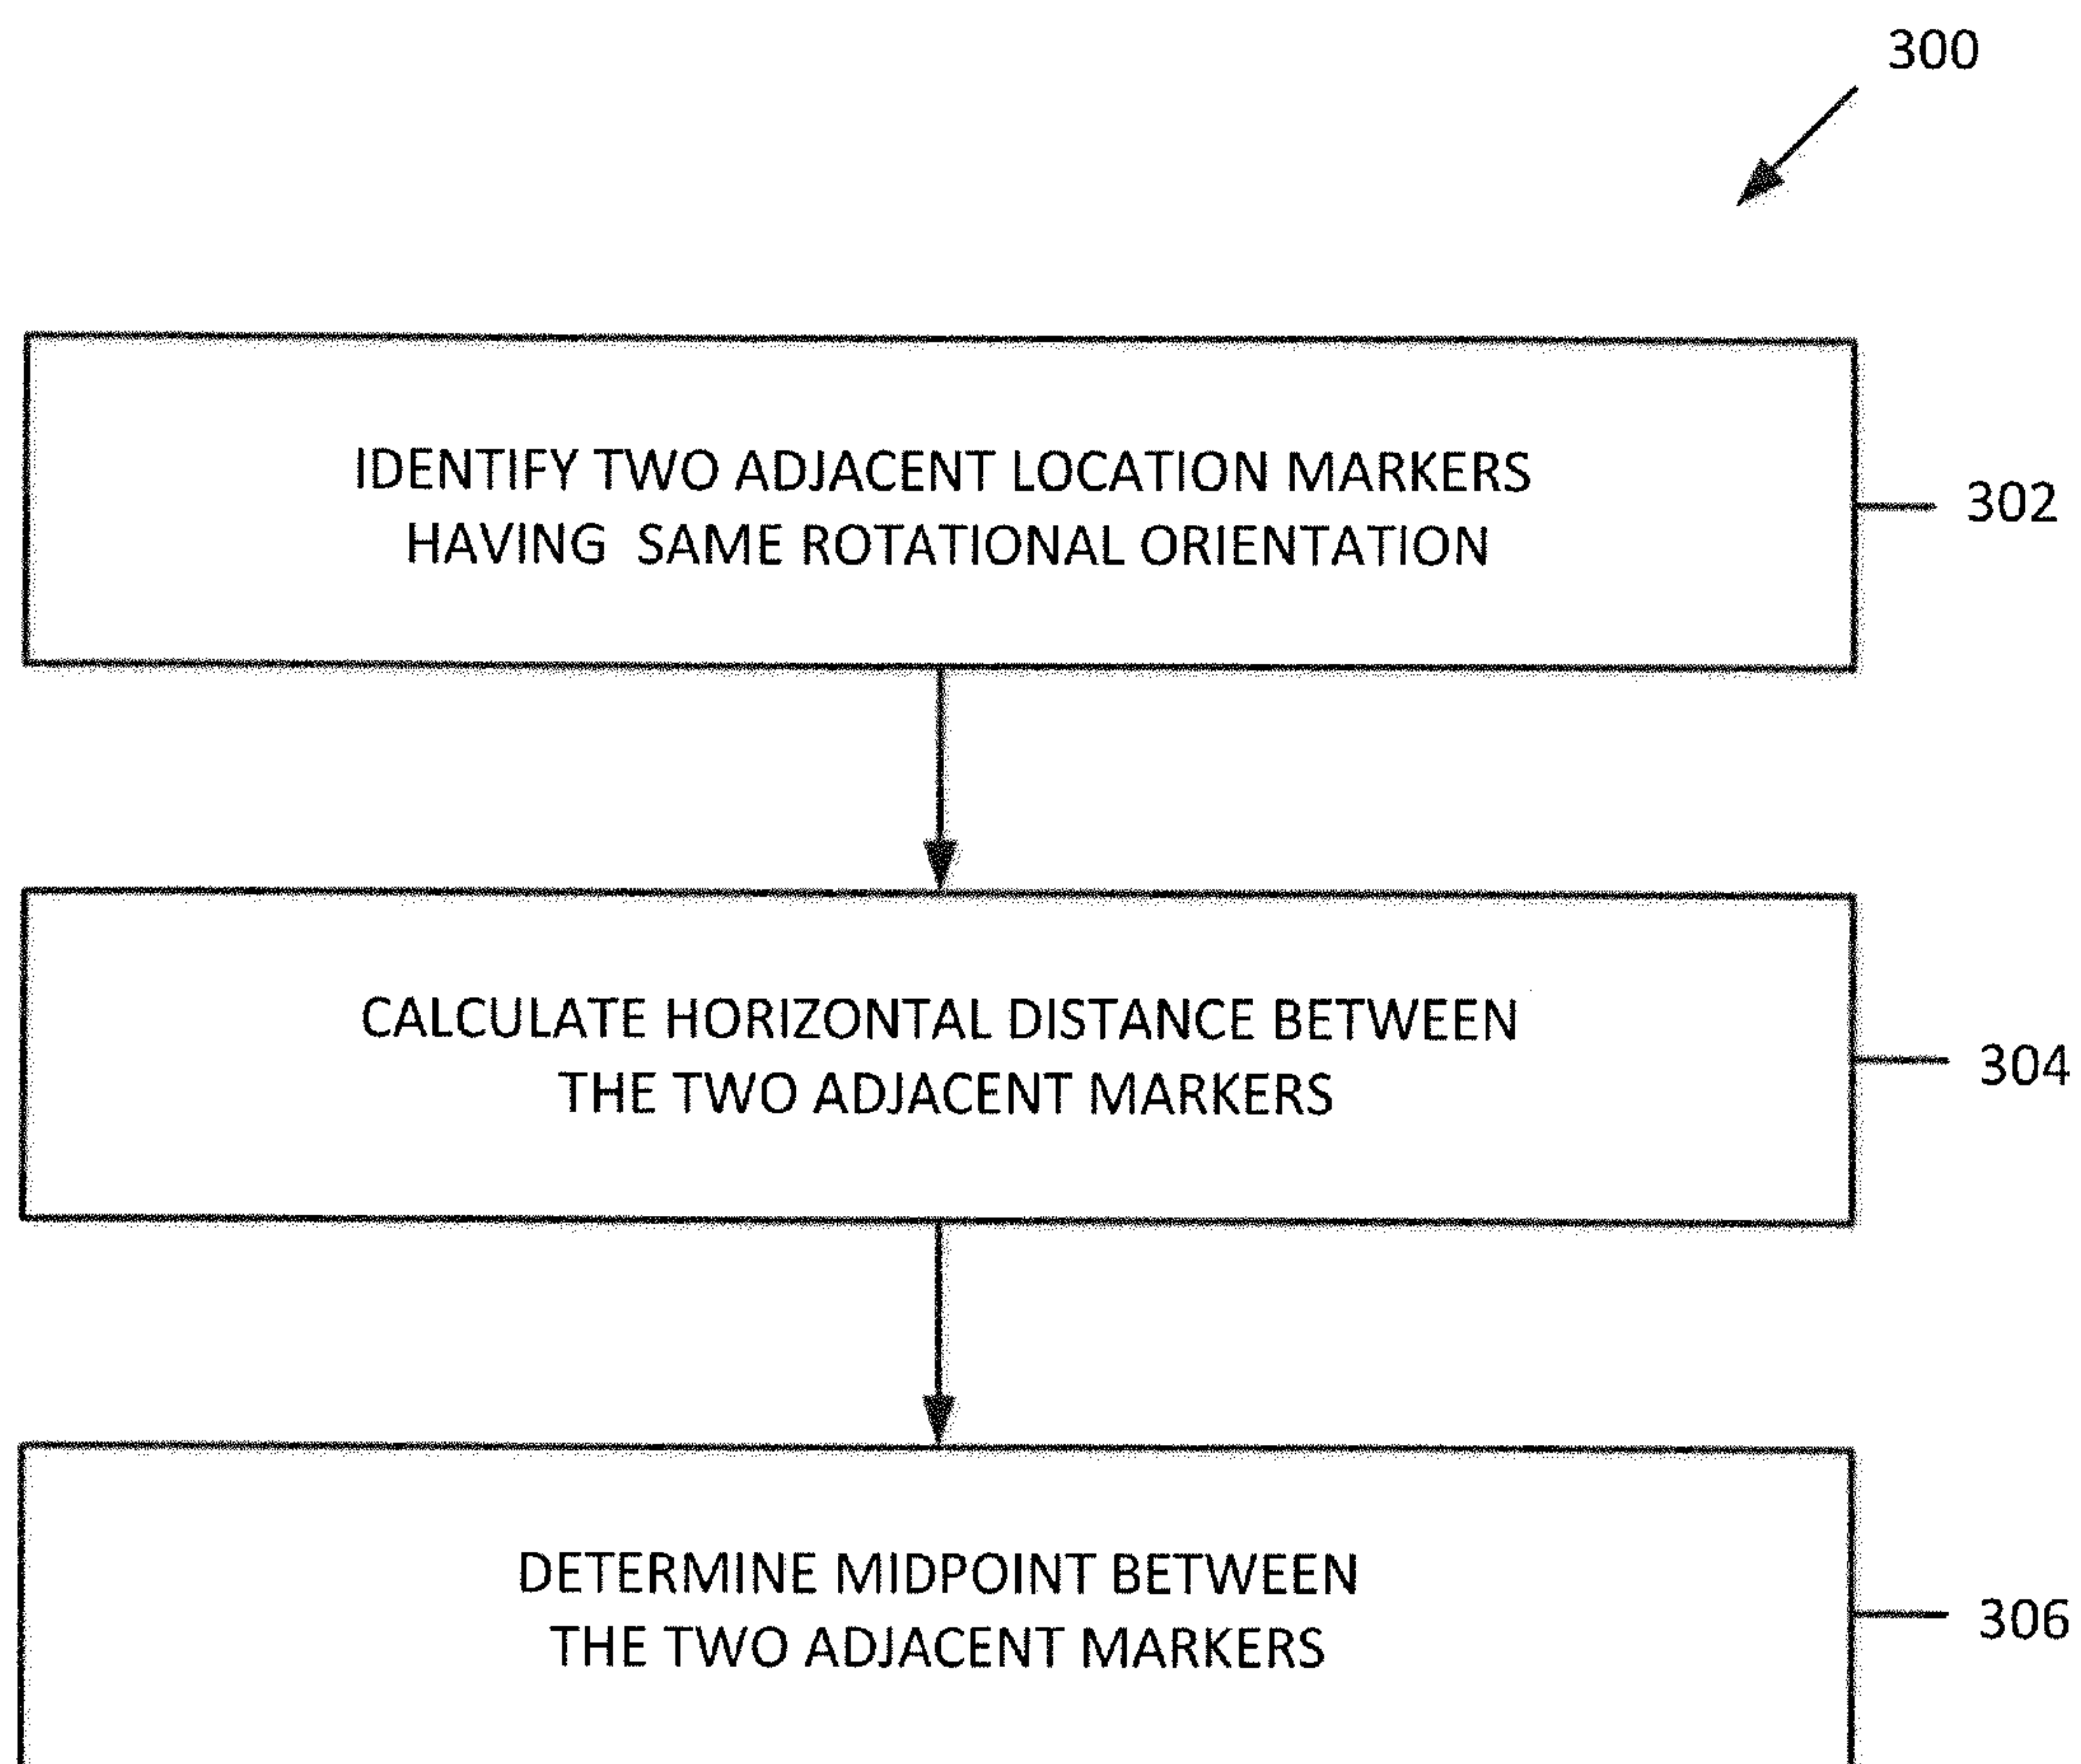 300
IDENTIFY TWO ADJACENT LOCATION MARKERS
HAVING SAME ROTATIONAL ORIENTATION
302
CALCULATE HORIZONTAL DISTANCE BETWEEN
THE TWO ADJACENT MARKERS
304
DETERMINE MIDPOINT BETWEEN
THE TWO ADJACENT MARKERS
306